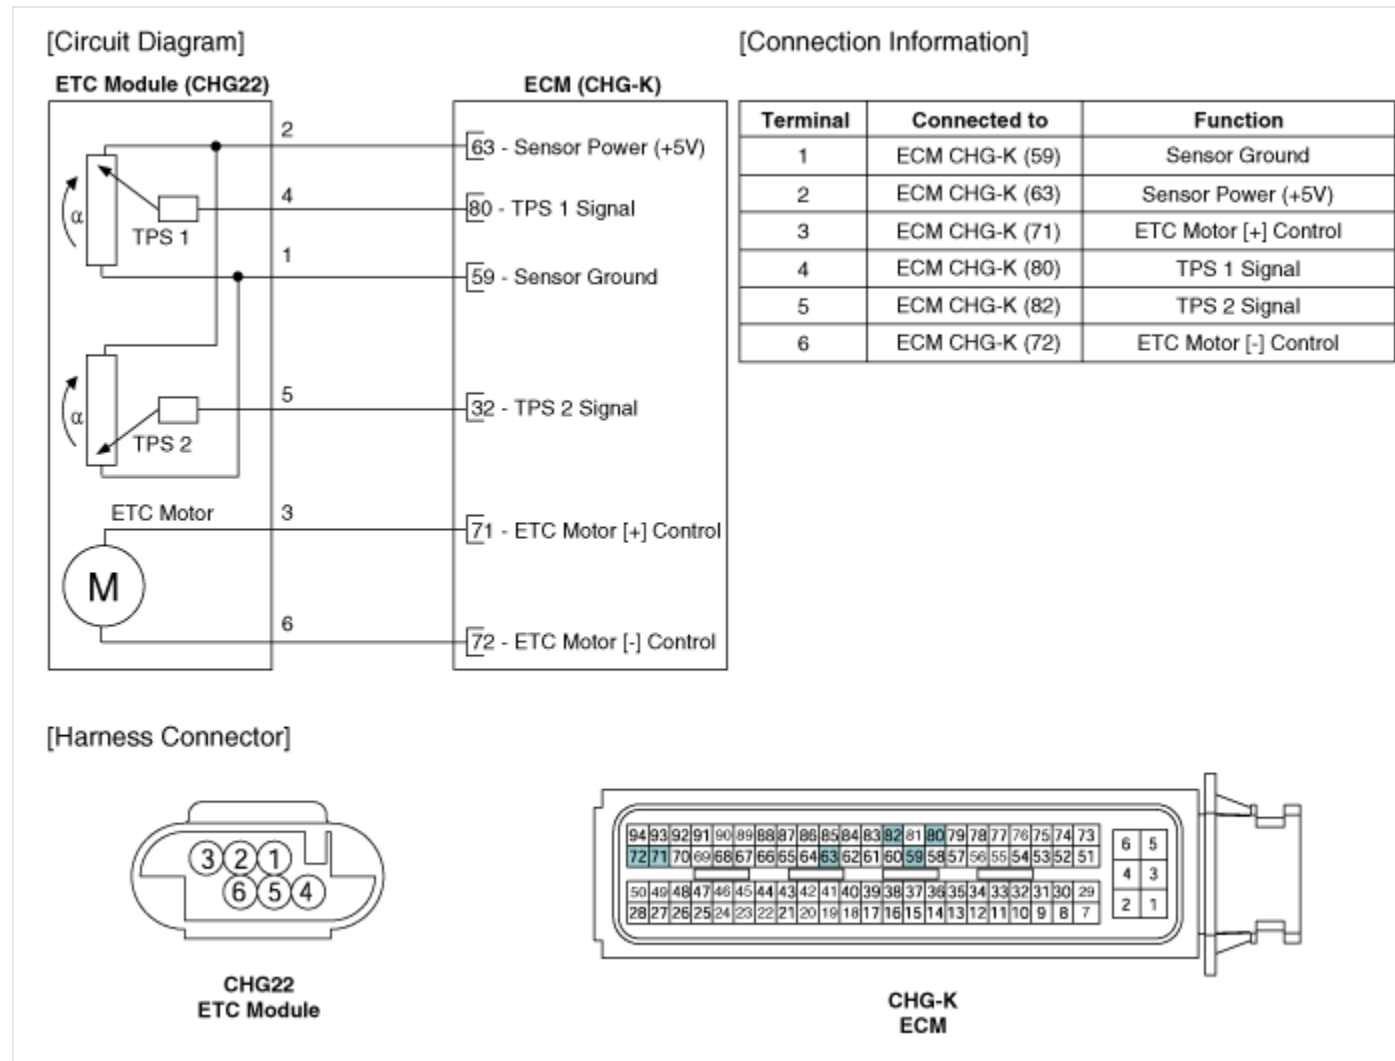 [Circuit Diagram]
ETC Module (CHG22)
ECM (CHG-K)
2
63 - Sensor Power (+5V)
α
TPS 1
4
80 - TPS 1 Signal
1
59 - Sensor Ground
α
TPS 2
5
32 - TPS 2 Signal
ETC Motor
3
71 - ETC Motor [+] Control
M
6
72 - ETC Motor [-] Control
[Connection Information]
Terminal Connected to Function
1 ECM CHG-K (59) Sensor Ground
2 ECM CHG-K (63) Sensor Power (+5V)
3 ECM CHG-K (71) ETC Motor [+] Control
4 ECM CHG-K (80) TPS 1 Signal
5 ECM CHG-K (82) TPS 2 Signal
6 ECM CHG-K (72) ETC Motor [-] Control
[Harness Connector]
3 2 1
6 5 4
CHG22
ETC Module
94 93 92 91 90 89 88 87 86 85 84 83 82 81 80 79 78 77 76 75 74 73
72 71 70 69 68 67 66 65 64 63 62 61 60 59 58 57 56 55 54 53 52 51
50 49 48 47 46 45 44 43 42 41 40 39 38 37 36 35 34 33 32 31 30 29
28 27 26 25 24 23 22 21 20 19 18 17 16 15 14 13 12 11 10 9 8 7
6 5
4 3
2 1
CHG-K
ECM